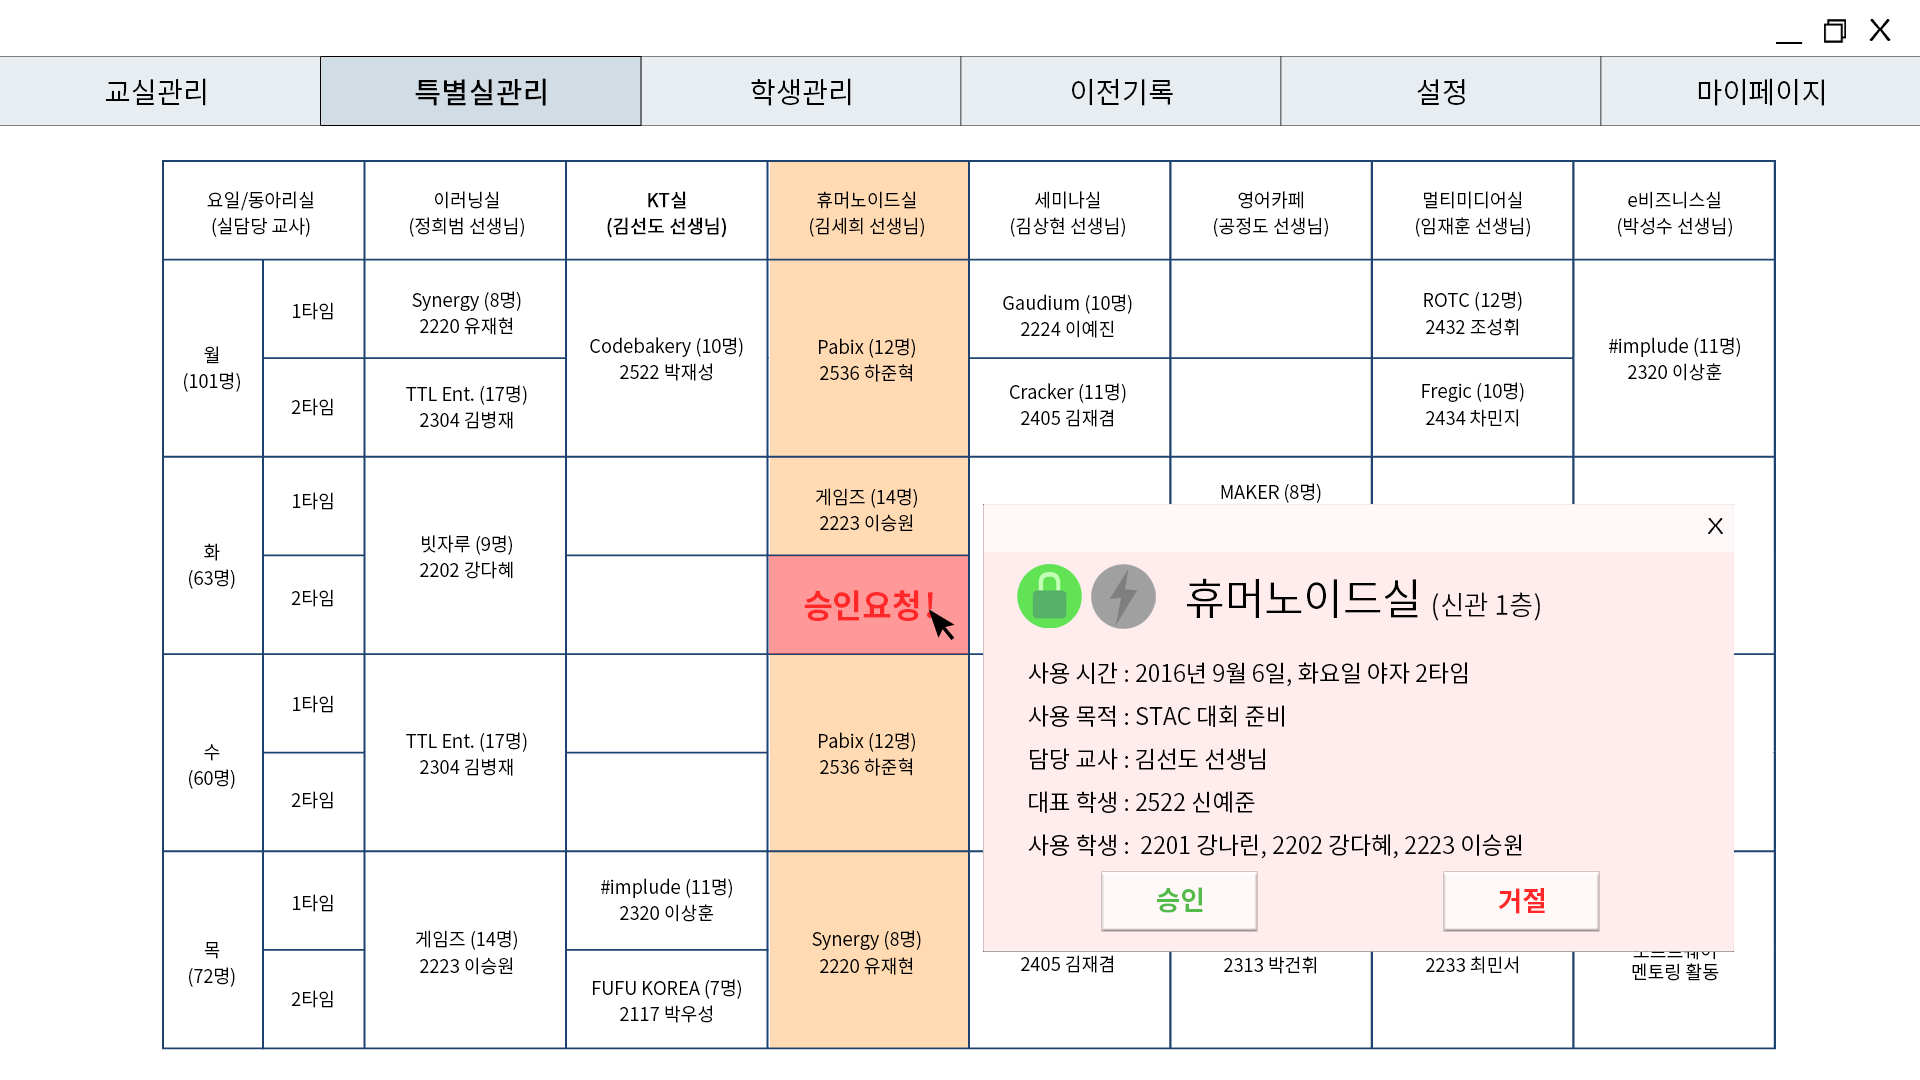 X
교실관리
특별실관리
학생관리
이전기록
설정
마이페이지
요일/동아리실
(실담당 교사)
이러닝실
(정희범 선생님)
KT실
(김선도 선생님)
휴머노이드실
(김세희 선생님)
세미나실
(김상현 선생님)
영어카페
(공정도 선생님)
멀티미디어실
(임재훈 선생님)
e비즈니스실
(박성수 선생님)
월
(101명)
1타임
Synergy (8명)
2220 유재현
Codebakery (10명)
2522 박재성
Pabix (12명)
2536 하준혁
Gaudium (10명)
2224 이예진
ROTC (12명)
2432 조성휘
#implude (11명)
2320 이상훈
2타임
TTL Ent. (17명)
2304 김병재
Cracker (11명)
2405 김재겸
Fregic (10명)
2434 차민지
화
(63명)
1타임
빗자루 (9명)
2202 강다혜
게임즈 (14명)
2223 이승원
MAKER (8명)
2타임
승인요청!
수
(60명)
1타임
TTL Ent. (17명)
2304 김병재
Pabix (12명)
2536 하준혁
2타임
목
(72명)
1타임
게임즈 (14명)
2223 이승원
#implude (11명)
2320 이상훈
Synergy (8명)
2220 유재현
2타임
FUFU KOREA (7명)
2117 박우성
2405 김재겸
2313 박건휘
2233 최민서
멘토링 활동
X
휴머노이드실 (신관 1층)
사용 시간 : 2016년 9월 6일, 화요일 야자 2타임
사용 목적 : STAC 대회 준비
담당 교사 : 김선도 선생님
대표 학생 : 2522 신예준
사용 학생 : 2201 강나린, 2202 강다혜, 2223 이승원
승인
거절